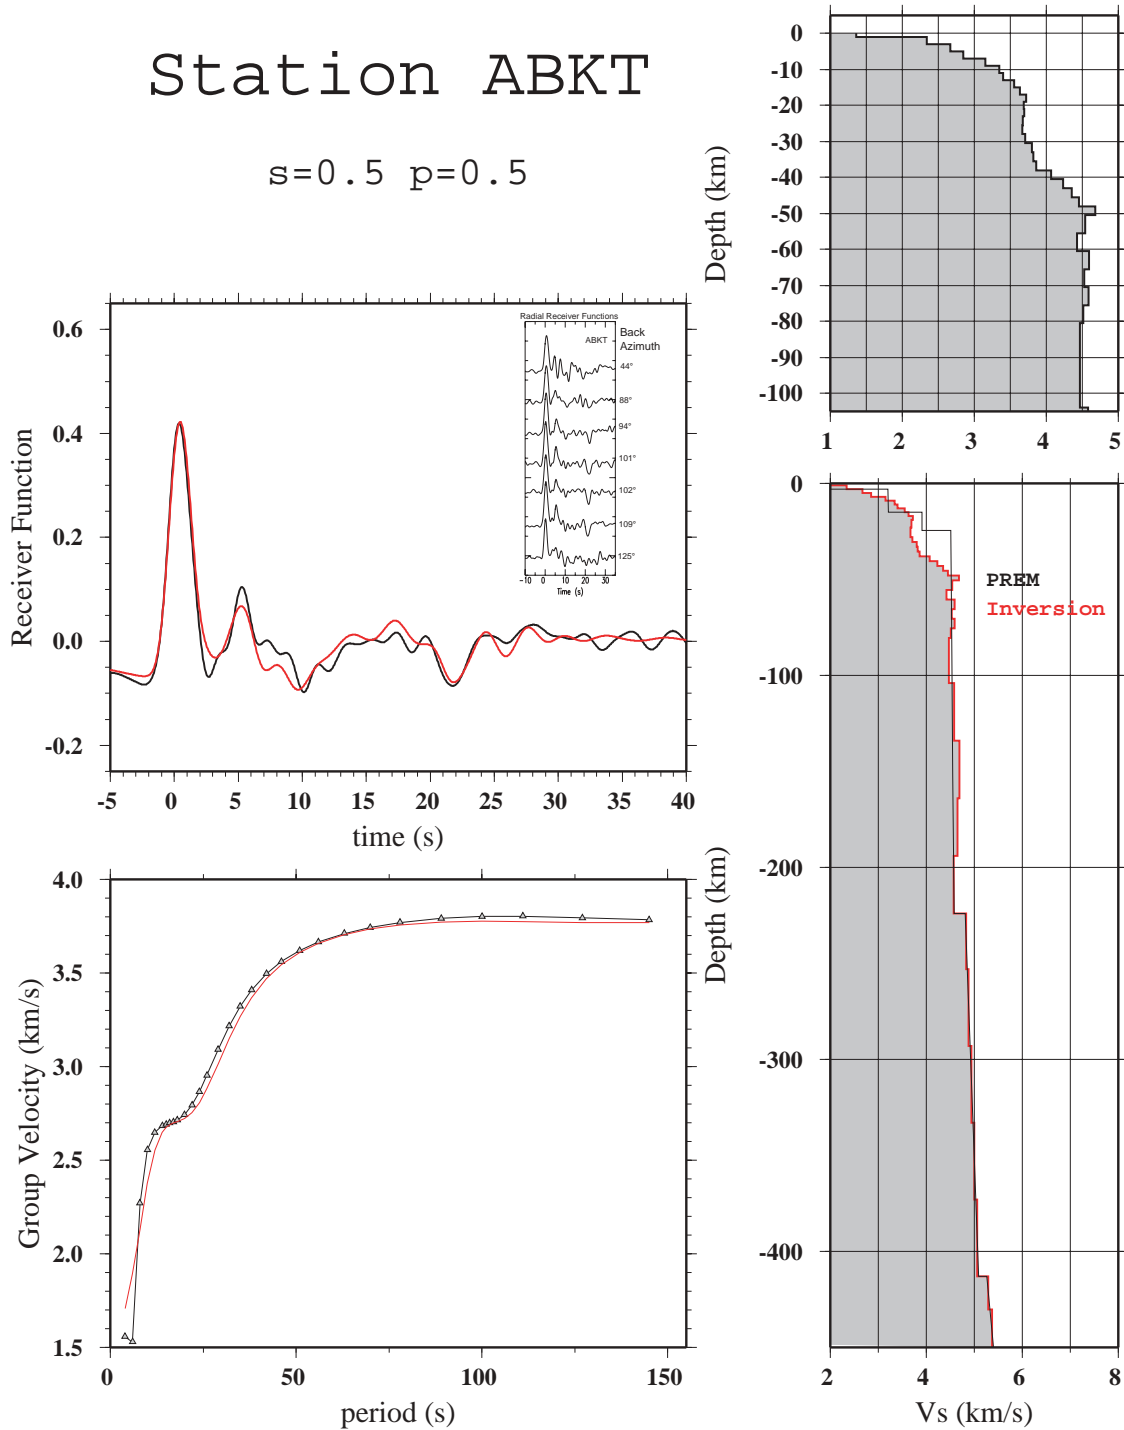 Station ABKT
s=0.5 p=0.5
0.6
0.4
0.2
0.0
-0.2
Receiver Function
-5 0 5 10 15 20 25 30 35 40
time (s)
Radial Receiver Functions
ABKT
Back
Azimuth
44°
88°
94°
101°
102°
109°
125°
-10 0 10 20 30
Time (s)
4.0
3.5
3.0
2.5
2.0
1.5
Group Velocity (km/s)
0 50 100 150
period (s)
0
-10
-20
-30
-40
-50
-60
-70
-80
-90
-100
Depth (km)
1 2 3 4 5
0
-100
-200
-300
-400
Depth (km)
PREM
Inversion
2 4 6 8
Vs (km/s)